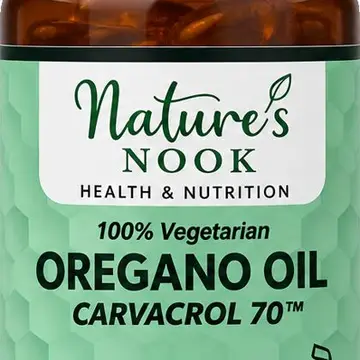 Nature's
NOOK
HEALTH & NUTRITION
100% Vegetarian
OREGANO OIL
CARVACROL 70™